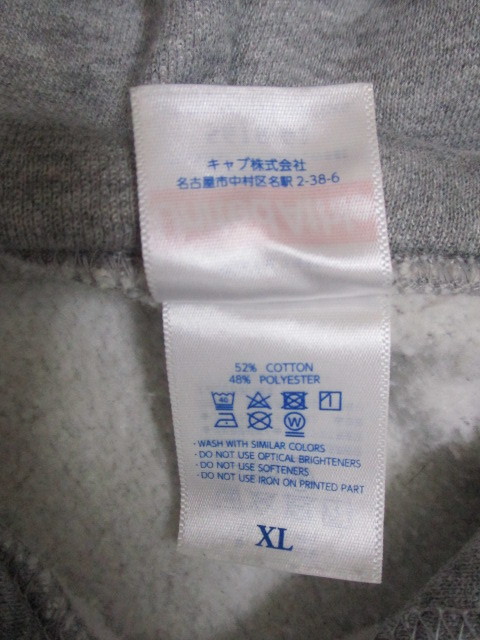 キャブ株式会社
名古屋市中村区名駅 2-38-6
52% COTTON
48% POLYESTER
· WASH WITH SIMILAR COLORS
· DO NOT USE OPTICAL BRIGHTENERS
· DO NOT USE SOFTENERS
· DO NOT USE IRON ON PRINTED PART
XL